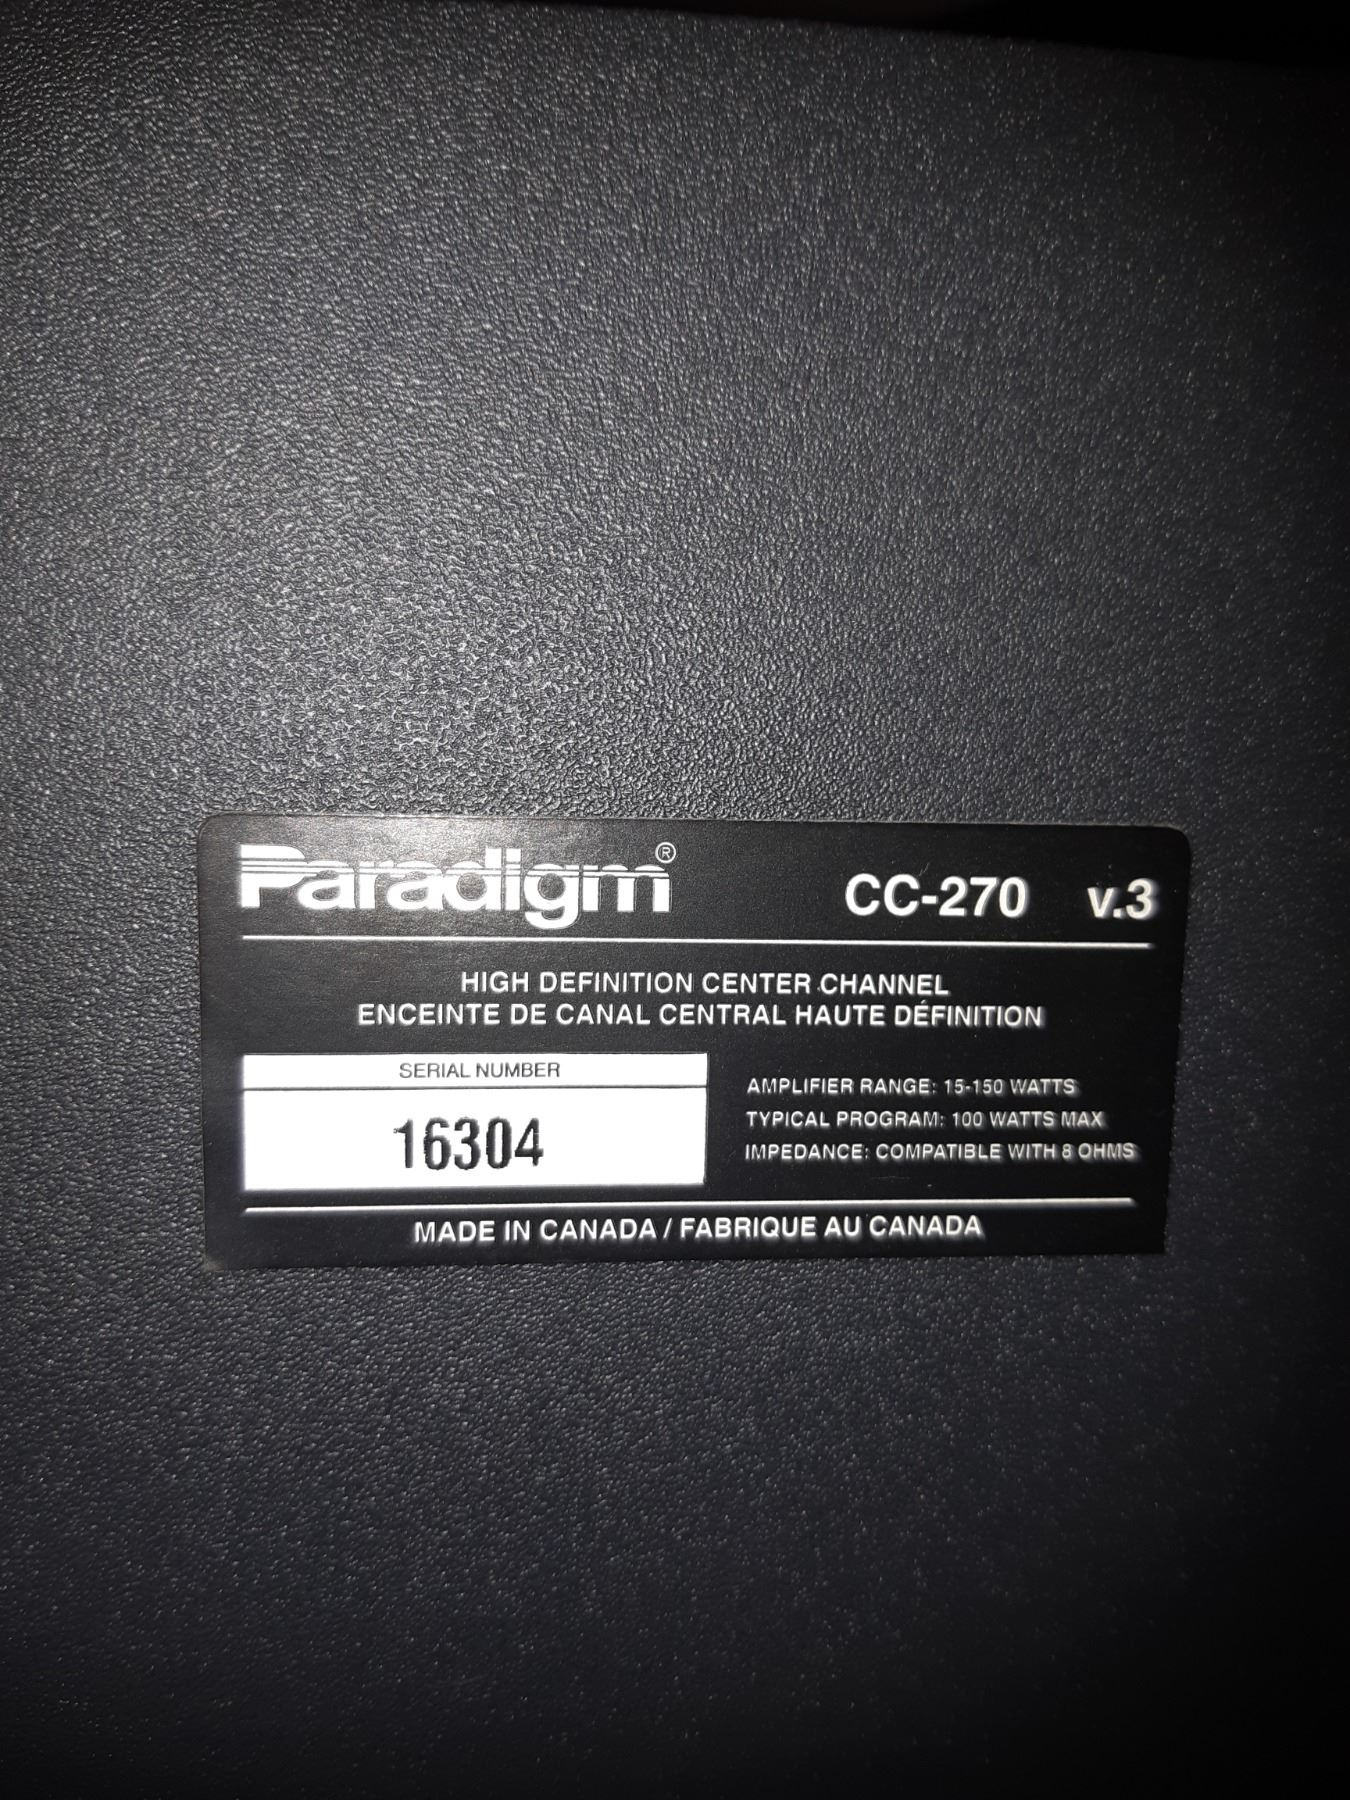 Paradigm® CC-270 v.3
HIGH DEFINITION CENTER CHANNEL
ENCEINTE DE CANAL CENTRAL HAUTE DÉFINITION
SERIAL NUMBER
16304
AMPLIFIER RANGE: 15-150 WATTS
TYPICAL PROGRAM: 100 WATTS MAX
IMPEDANCE: COMPATIBLE WITH 8 OHMS
MADE IN CANADA / FABRIQUE AU CANADA